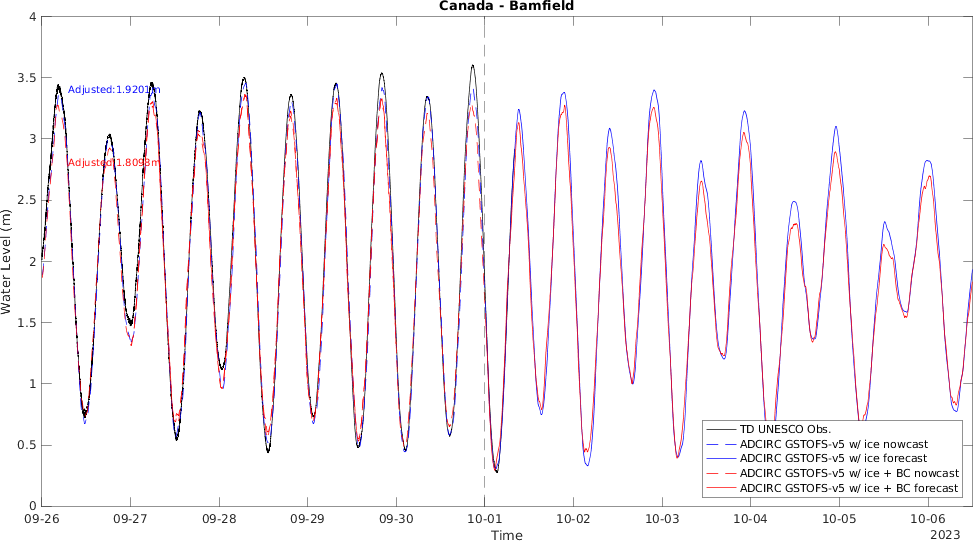 Canada - Bamfield
4
3.5
3
2.5
2
1.5
1
0.5
0
Water Level (m)
Adjusted:1.9201m
Adjusted:1.8093m
TD UNESCO Obs.
ADCIRC GSTOFS-v5 w/ ice nowcast
ADCIRC GSTOFS-v5 w/ ice forecast
ADCIRC GSTOFS-v5 w/ ice + BC nowcast
ADCIRC GSTOFS-v5 w/ ice + BC forecast
09-26 09-27 09-28 09-29 09-30 10-01 10-02 10-03 10-04 10-05 10-06
Time
2023